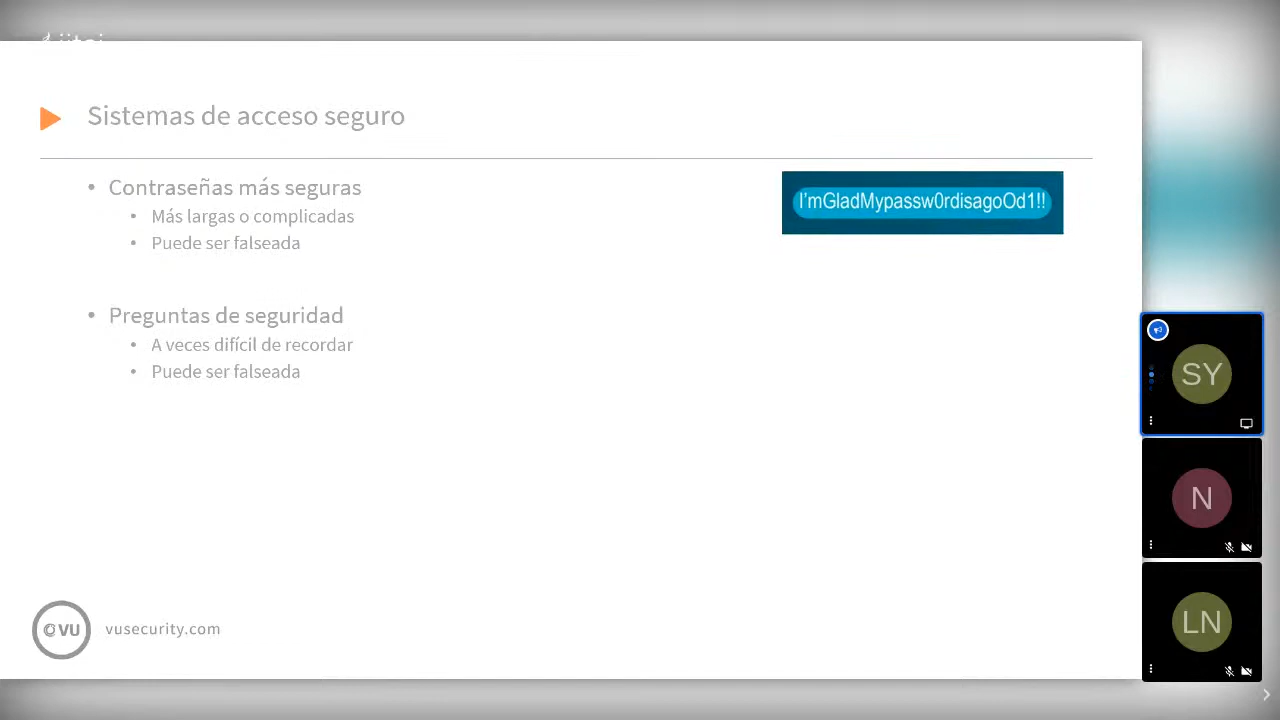 Sistemas de acceso seguro
• Contraseñas más seguras
• Más largas o complicadas
• Puede ser falseada
I'mGladMypassw0rdisagoOd1!!
• Preguntas de seguridad
• A veces difícil de recordar
• Puede ser falseada
SY
N
LN
VU
vusecurity.com